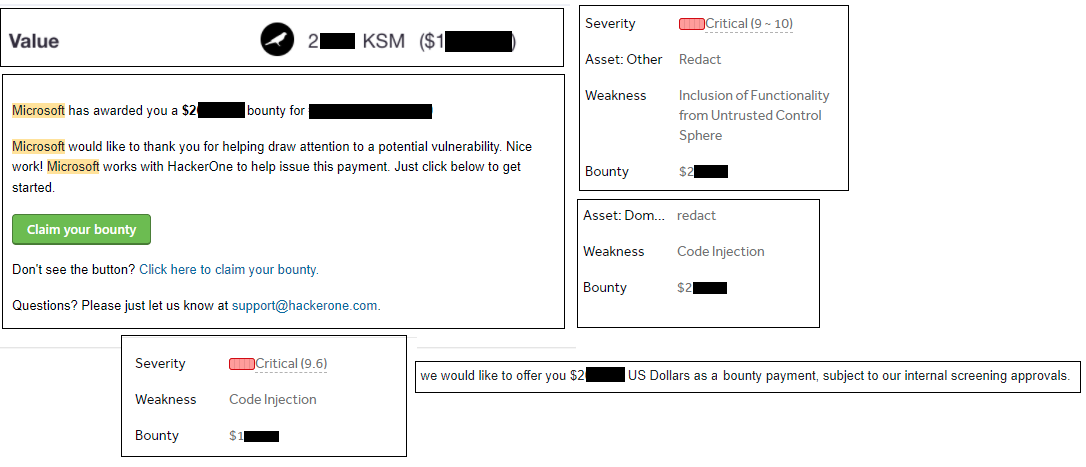 Value 2 KSM ($1 )
Microsoft has awarded you a $2 bounty for
Microsoft would like to thank you for helping draw attention to a potential vulnerability. Nice
work! Microsoft works with HackerOne to help issue this payment. Just click below to get
started.
Claim your bounty
Don't see the button? Click here to claim your bounty.
Questions? Please just let us know at support@hackerone.com.
Severity Critical (9 ~ 10)
Asset: Other Redact
Weakness Inclusion of Functionality
from Untrusted Control
Sphere
Bounty $2
Asset: Dom... redact
Weakness Code Injection
Bounty $2
Severity Critical (9.6)
Weakness Code Injection
Bounty $1
we would like to offer you $2 US Dollars as a bounty payment, subject to our internal screening approvals.